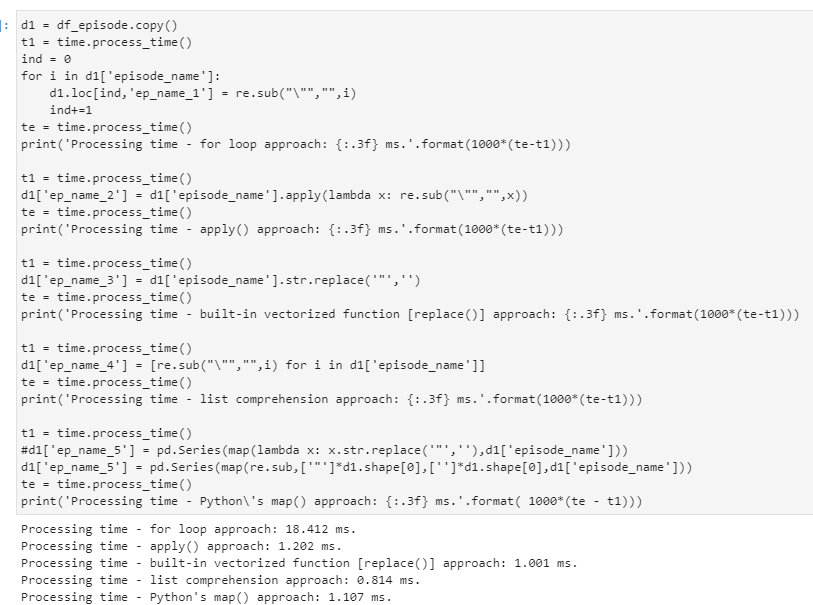 ]: d1 = df_episode.copy()
t1 = time.process_time()
ind = 0
for i in d1['episode_name']:
    d1.loc[ind,'ep_name_1'] = re.sub("\"","",i)
    ind+=1
te = time.process_time()
print('Processing time - for loop approach: {:.3f} ms.'.format(1000*(te-t1)))

t1 = time.process_time()
d1['ep_name_2'] = d1['episode_name'].apply(lambda x: re.sub("\"","",x))
te = time.process_time()
print('Processing time - apply() approach: {:.3f} ms.'.format(1000*(te-t1)))

t1 = time.process_time()
d1['ep_name_3'] = d1['episode_name'].str.replace('"','')
te = time.process_time()
print('Processing time - built-in vectorized function [replace()] approach: {:.3f} ms.'.format(1000*(te-t1)))

t1 = time.process_time()
d1['ep_name_4'] = [re.sub("\"","",i) for i in d1['episode_name']]
te = time.process_time()
print('Processing time - list comprehension approach: {:.3f} ms.'.format(1000*(te-t1)))

t1 = time.process_time()
#d1['ep_name_5'] = pd.Series(map(lambda x: x.str.replace('"',''),d1['episode_name']))
d1['ep_name_5'] = pd.Series(map(re.sub,['"']*d1.shape[0],['']*d1.shape[0],d1['episode_name']))
te = time.process_time()
print('Processing time - Python\'s map() approach: {:.3f} ms.'.format( 1000*(te - t1)))
Processing time - for loop approach: 18.412 ms.
Processing time - apply() approach: 1.202 ms.
Processing time - built-in vectorized function [replace()] approach: 1.001 ms.
Processing time - list comprehension approach: 0.814 ms.
Processing time - Python's map() approach: 1.107 ms.